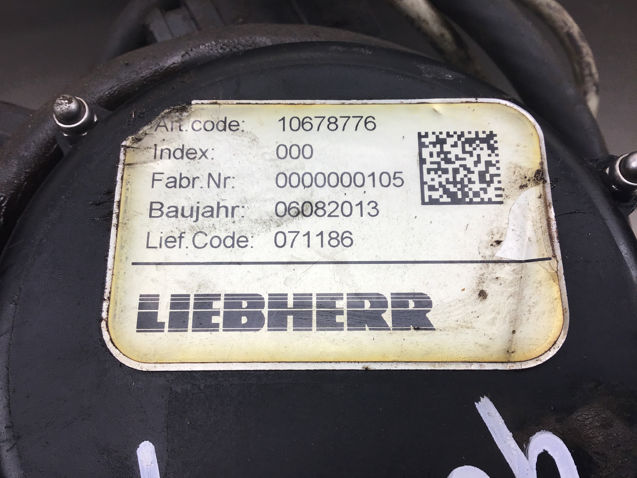 Art.code: 10678776
Index: 000
Fabr.Nr: 0000000105
Baujahr: 06082013
Lief.Code: 071186
LIEBHERR